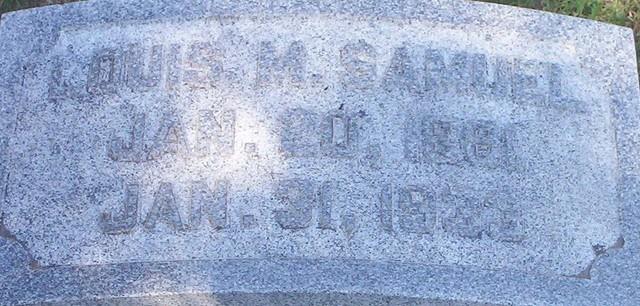 LOUIS. M. SAMUEL
JAN. 20,
JAN. 31,